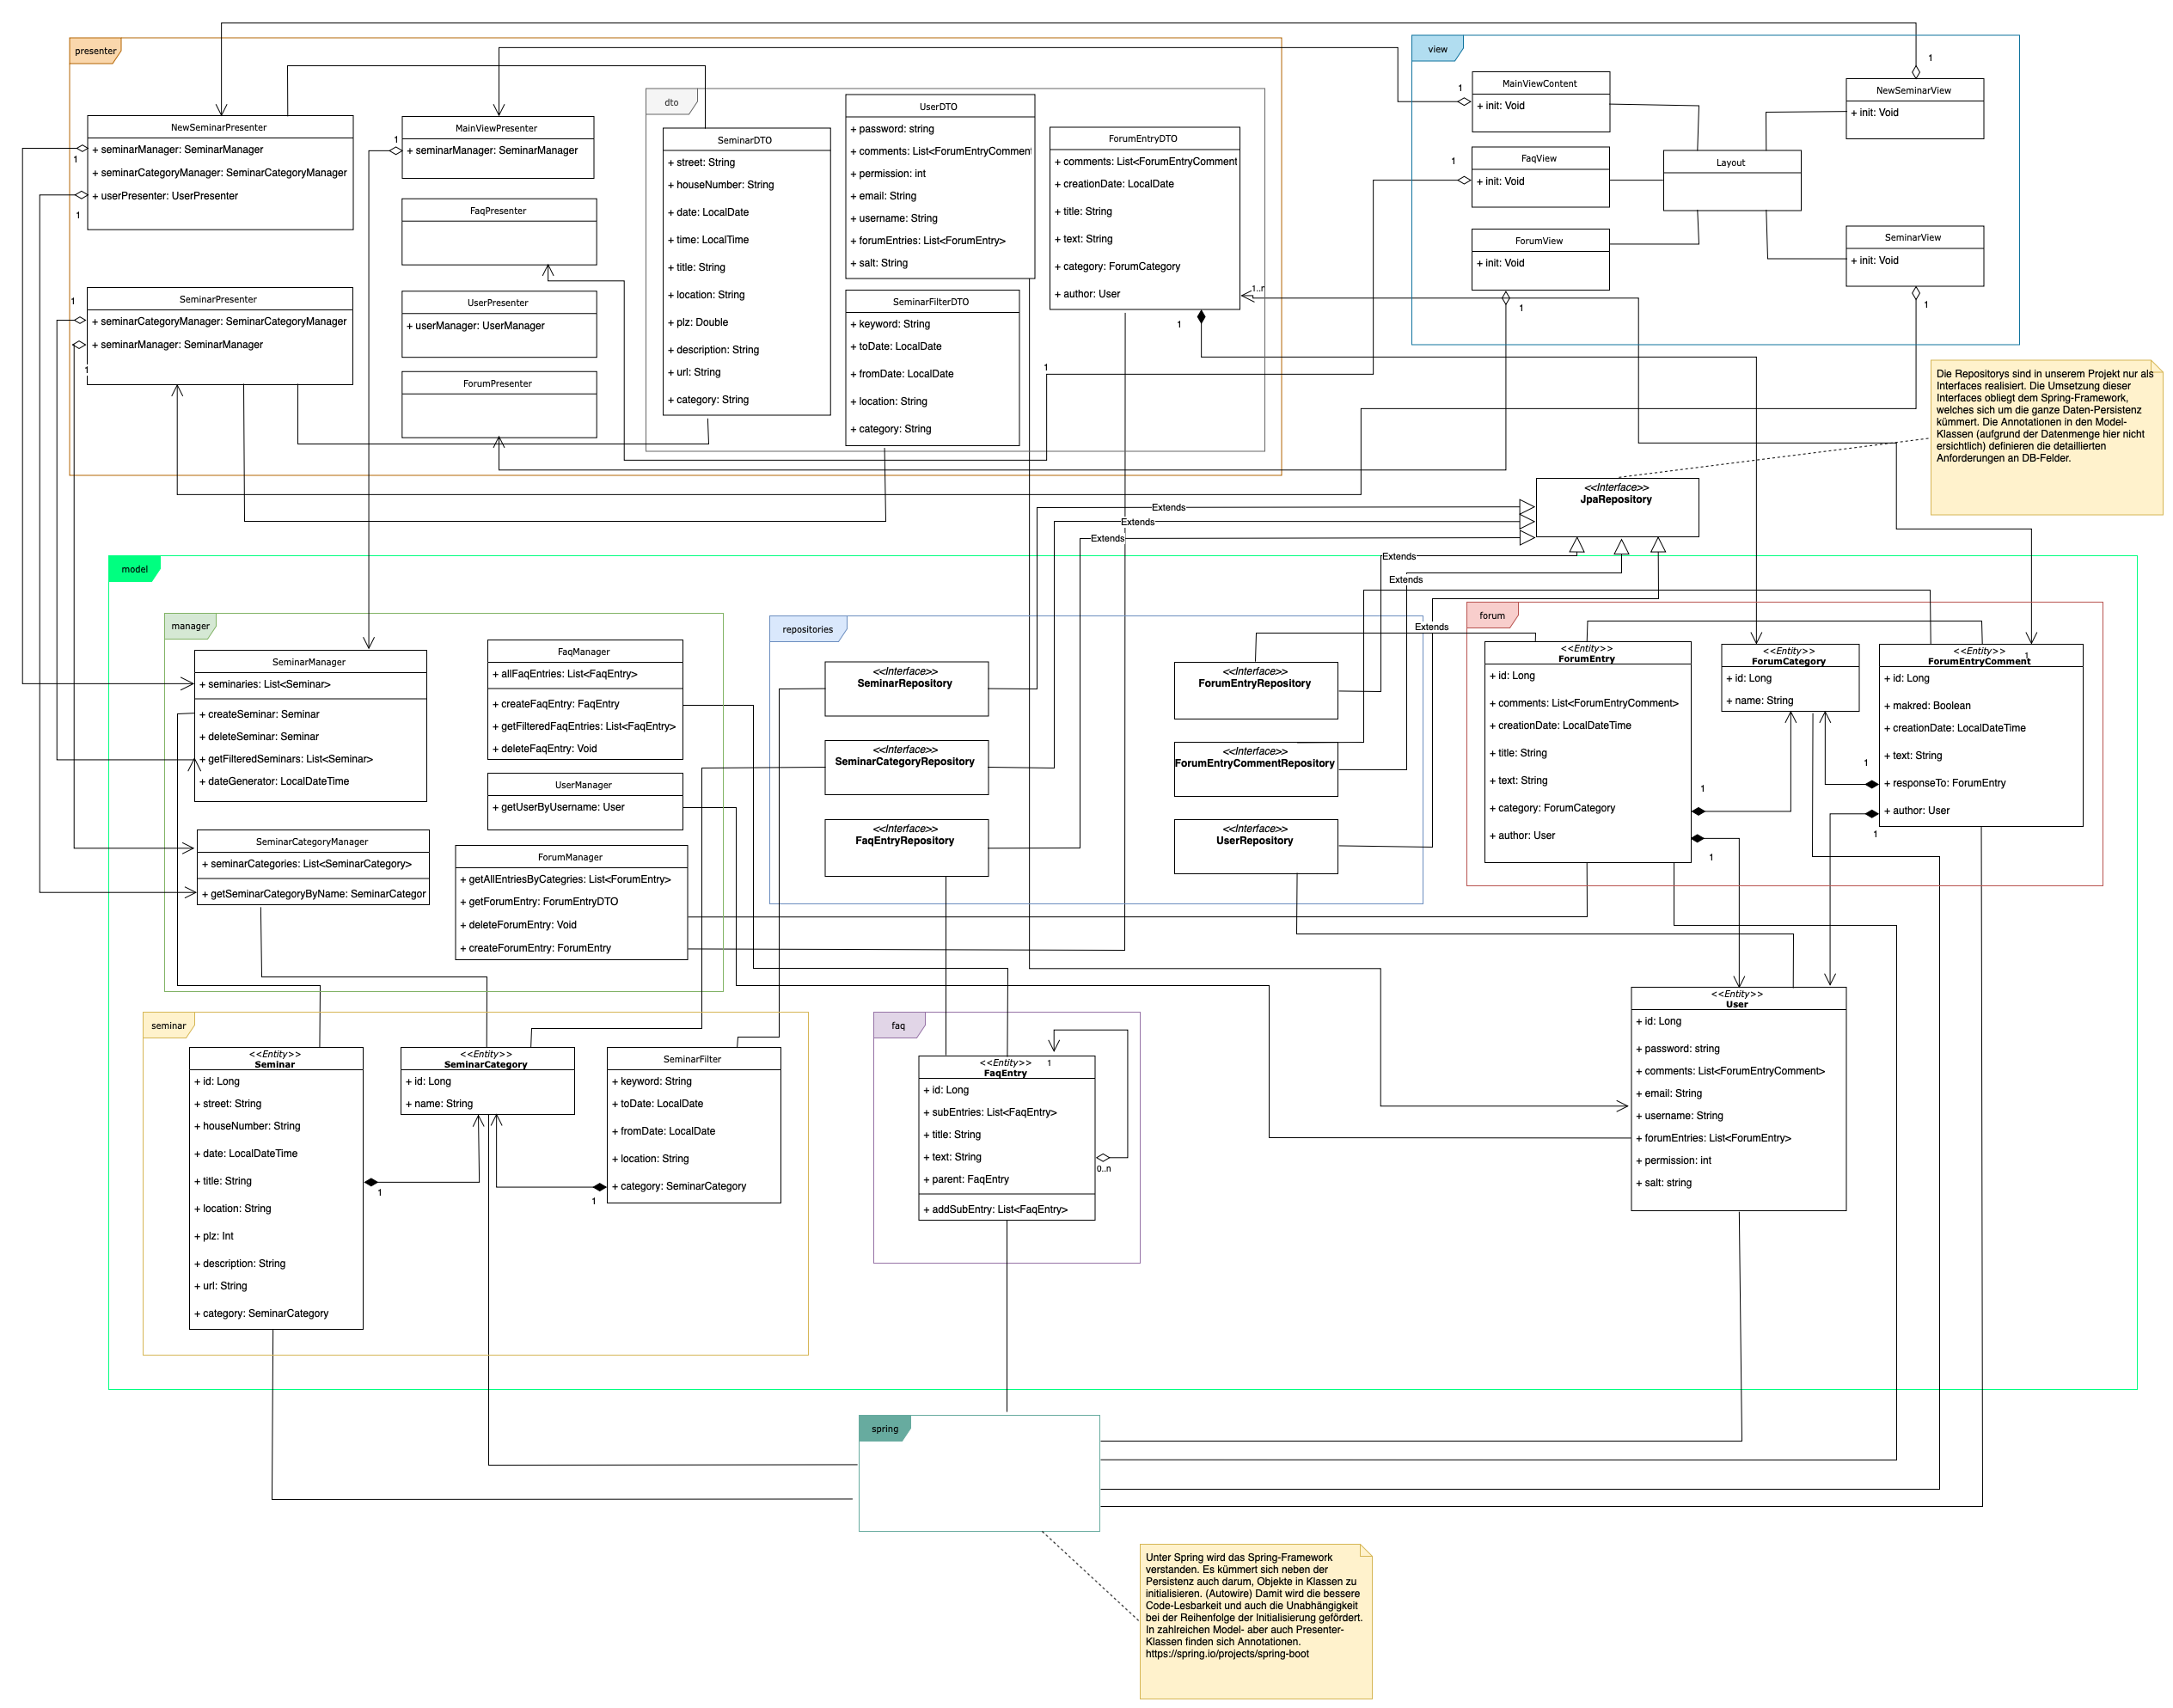 presenter
NewSeminarPresenter
+ seminarManager: SeminarManager
+ seminarCategoryManager: SeminarCategoryManager
+ userPresenter: UserPresenter
1
1
MainViewPresenter
+ seminarManager: SeminarManager
1
FaqPresenter
UserPresenter
+ userManager: UserManager
ForumPresenter
SeminarPresenter
+ seminarCategoryManager: SeminarCategoryManager
+ seminarManager: SeminarManager
1
1
dto
SeminarDTO
+ street: String
+ houseNumber: String
+ date: LocalDate
+ time: LocalTime
+ title: String
+ location: String
+ plz: Double
+ description: String
+ url: String
+ category: String
UserDTO
+ password: string
+ comments: List<ForumEntryComment
+ permission: int
+ email: String
+ username: String
+ forumEntries: List<ForumEntry>
+ salt: String
SeminarFilterDTO
+ keyword: String
+ toDate: LocalDate
+ fromDate: LocalDate
+ location: String
+ category: String
ForumEntryDTO
+ comments: List<ForumEntryComment
+ creationDate: LocalDate
+ title: String
+ text: String
+ category: ForumCategory
+ author: User
1..n
1
1
view
MainViewContent
+ init: Void
1
FaqView
+ init: Void
1
ForumView
+ init: Void
1
Layout
NewSeminarView
+ init: Void
1
SeminarView
+ init: Void
1
Die Repositorys sind in unserem Projekt nur als
Interfaces realisiert. Die Umsetzung dieser
Interfaces obliegt dem Spring-Framework,
welches sich um die ganze Daten-Persistenz
kümmert. Die Annotationen in den Model-
Klassen (aufgrund der Datenmenge hier nicht
ersichtlich) definieren die detaillierten
Anforderungen an DB-Felder.
<<Interface>>
JpaRepository
Extends
Extends
Extends
Extends
Extends
Extends
model
manager
SeminarManager
+ seminaries: List<Seminar>
+ createSeminar: Seminar
+ deleteSeminar: Seminar
+ getFilteredSeminars: List<Seminar>
+ dateGenerator: LocalDateTime
SeminarCategoryManager
+ seminarCategories: List<SeminarCategory>
+ getSeminarCategoryByName: SeminarCategor
FaqManager
+ allFaqEntries: List<FaqEntry>
+ createFaqEntry: FaqEntry
+ getFilteredFaqEntries: List<FaqEntry>
+ deleteFaqEntry: Void
UserManager
+ getUserByUsername: User
ForumManager
+ getAllEntriesByCategries: List<ForumEntry>
+ getForumEntry: ForumEntryDTO
+ deleteForumEntry: Void
+ createForumEntry: ForumEntry
repositories
<<Interface>>
SeminarRepository
<<Interface>>
SeminarCategoryRepository
<<Interface>>
FaqEntryRepository
<<Interface>>
ForumEntryRepository
<<Interface>>
ForumEntryCommentRepository
<<Interface>>
UserRepository
forum
<<Entity>>
ForumEntry
+ id: Long
+ comments: List<ForumEntryComment>
+ creationDate: LocalDateTime
+ title: String
+ text: String
+ category: ForumCategory
+ author: User
1
1
<<Entity>>
ForumCategory
+ id: Long
+ name: String
<<Entity>>
ForumEntryComment
1
+ id: Long
+ makred: Boolean
+ creationDate: LocalDateTime
+ text: String
+ responseTo: ForumEntry
+ author: User
1
1
seminar
<<Entity>>
Seminar
+ id: Long
+ street: String
+ houseNumber: String
+ date: LocalDateTime
+ title: String
+ location: String
+ plz: Int
+ description: String
+ url: String
+ category: SeminarCategory
1
<<Entity>>
SeminarCategory
+ id: Long
+ name: String
SeminarFilter
+ keyword: String
+ toDate: LocalDate
+ fromDate: LocalDate
+ location: String
+ category: SeminarCategory
1
faq
<<Entity>>
FaqEntry
1
+ id: Long
+ subEntries: List<FaqEntry>
+ title: String
+ text: String
+ parent: FaqEntry
+ addSubEntry: List<FaqEntry>
0..n
<<Entity>>
User
+ id: Long
+ password: string
+ comments: List<ForumEntryComment>
+ email: String
+ username: String
+ forumEntries: List<ForumEntry>
+ permission: int
+ salt: string
spring
Unter Spring wird das Spring-Framework
verstanden. Es kümmert sich neben der
Persistenz auch darum, Objekte in Klassen zu
initialisieren. (Autowire) Damit wird die bessere
Code-Lesbarkeit und auch die Unabhängigkeit
bei der Reihenfolge der Initialisierung gefördert.
In zahlreichen Model- aber auch Presenter-
Klassen finden sich Annotationen.
https://spring.io/projects/spring-boot